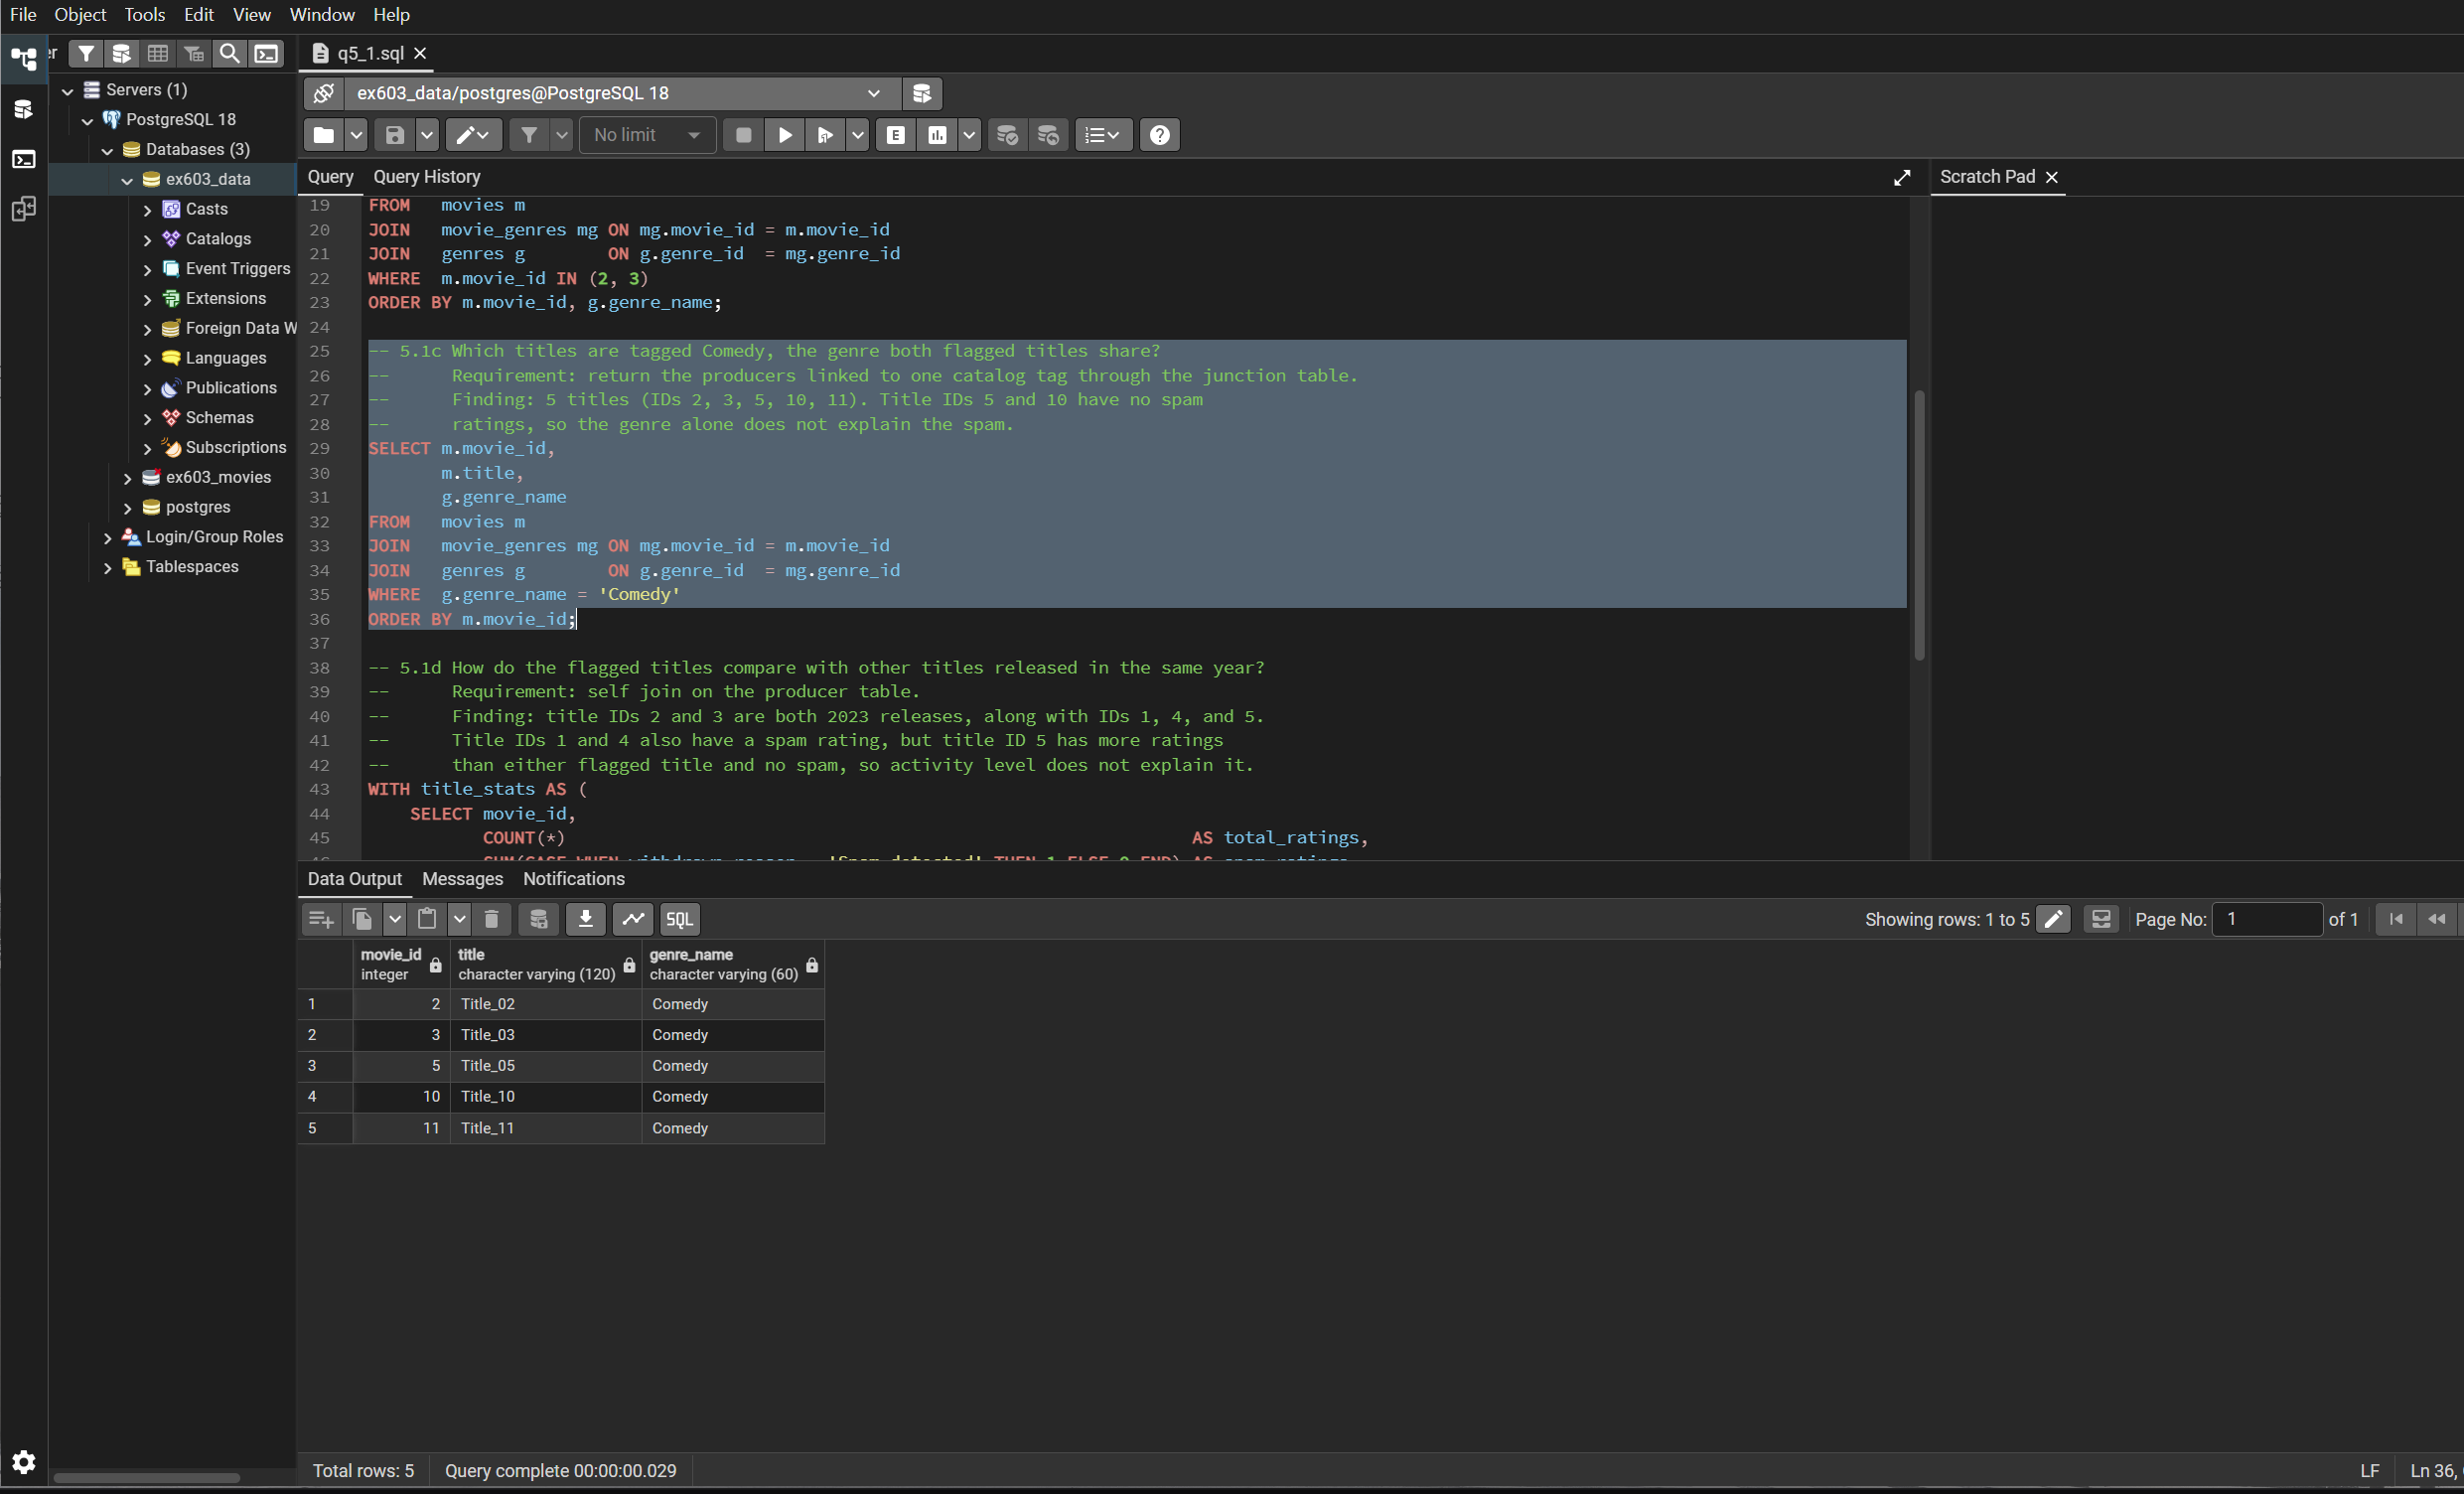 File Object Tools Edit View Window Help
er
q5_1.sql
Servers (1)
PostgreSQL 18
Databases (3)
ex603_data
Casts
Catalogs
Event Triggers
Extensions
Foreign Data W
Languages
Publications
Schemas
Subscriptions
ex603_movies
postgres
Login/Group Roles
Tablespaces
ex603_data/postgres@PostgreSQL 18
No limit
E
Query Query History
Scratch Pad
19 FROM   movies m
20 JOIN   movie_genres mg ON mg.movie_id = m.movie_id
21 JOIN   genres g        ON g.genre_id  = mg.genre_id
22 WHERE  m.movie_id IN (2, 3)
23 ORDER BY m.movie_id, g.genre_name;
24
25 -- 5.1c Which titles are tagged Comedy, the genre both flagged titles share?
26 --      Requirement: return the producers linked to one catalog tag through the junction table.
27 --      Finding: 5 titles (IDs 2, 3, 5, 10, 11). Title IDs 5 and 10 have no spam
28 --      ratings, so the genre alone does not explain the spam.
29 SELECT m.movie_id,
30        m.title,
31        g.genre_name
32 FROM   movies m
33 JOIN   movie_genres mg ON mg.movie_id = m.movie_id
34 JOIN   genres g        ON g.genre_id  = mg.genre_id
35 WHERE  g.genre_name = 'Comedy'
36 ORDER BY m.movie_id;
37
38 -- 5.1d How do the flagged titles compare with other titles released in the same year?
39 --      Requirement: self join on the producer table.
40 --      Finding: title IDs 2 and 3 are both 2023 releases, along with IDs 1, 4, and 5.
41 --      Title IDs 1 and 4 also have a spam rating, but title ID 5 has more ratings
42 --      than either flagged title and no spam, so activity level does not explain it.
43 WITH title_stats AS (
44     SELECT movie_id,
45            COUNT(*)                                                            AS total_ratings,
Data Output Messages Notifications
SQL
Showing rows: 1 to 5
Page No: 1 of 1
movie_id title genre_name
integer character varying (120) character varying (60)
1 2 Title_02 Comedy
2 3 Title_03 Comedy
3 5 Title_05 Comedy
4 10 Title_10 Comedy
5 11 Title_11 Comedy
Total rows: 5 Query complete 00:00:00.029
LF Ln 36,